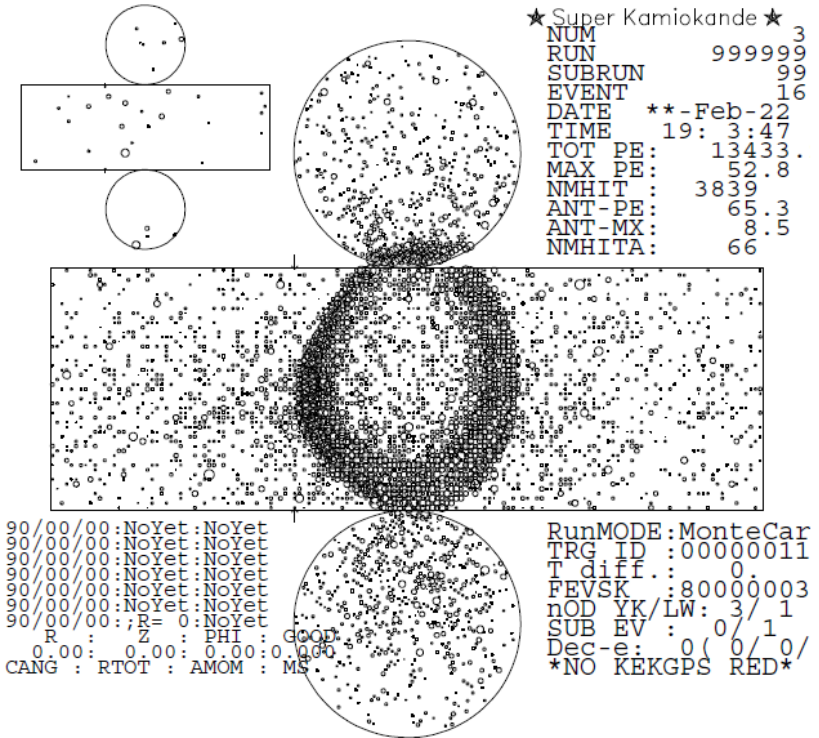 ★ Super Kamiokande ★
NUM 3
RUN 999999
SUBRUN 99
EVENT 16
DATE **-Feb-22
TIME 19: 3:47
TOT PE: 13433.
MAX PE: 52.8
NMHIT : 3839
ANT-PE: 65.3
ANT-MX: 8.5
NMHITA: 66
90/00/00:NoYet:NoYet
90/00/00:NoYet:NoYet
90/00/00:NoYet:NoYet
90/00/00:NoYet:NoYet
90/00/00:NoYet:NoYet
90/00/00:NoYet:NoYet
90/00/00:;R= 0:NoYet
R : Z : PHI : GOOD
0.00: 0.00: 0.00:0.000
CANG : RTOT : AMOM : MS
RunMODE:MonteCar
TRG ID :00000011
T diff.: 0.
FEVSK :80000003
nOD YK/LW: 3/ 1
SUB EV : 0/ 1
Dec-e: 0( 0/ 0/
*NO KEKGPS RED*